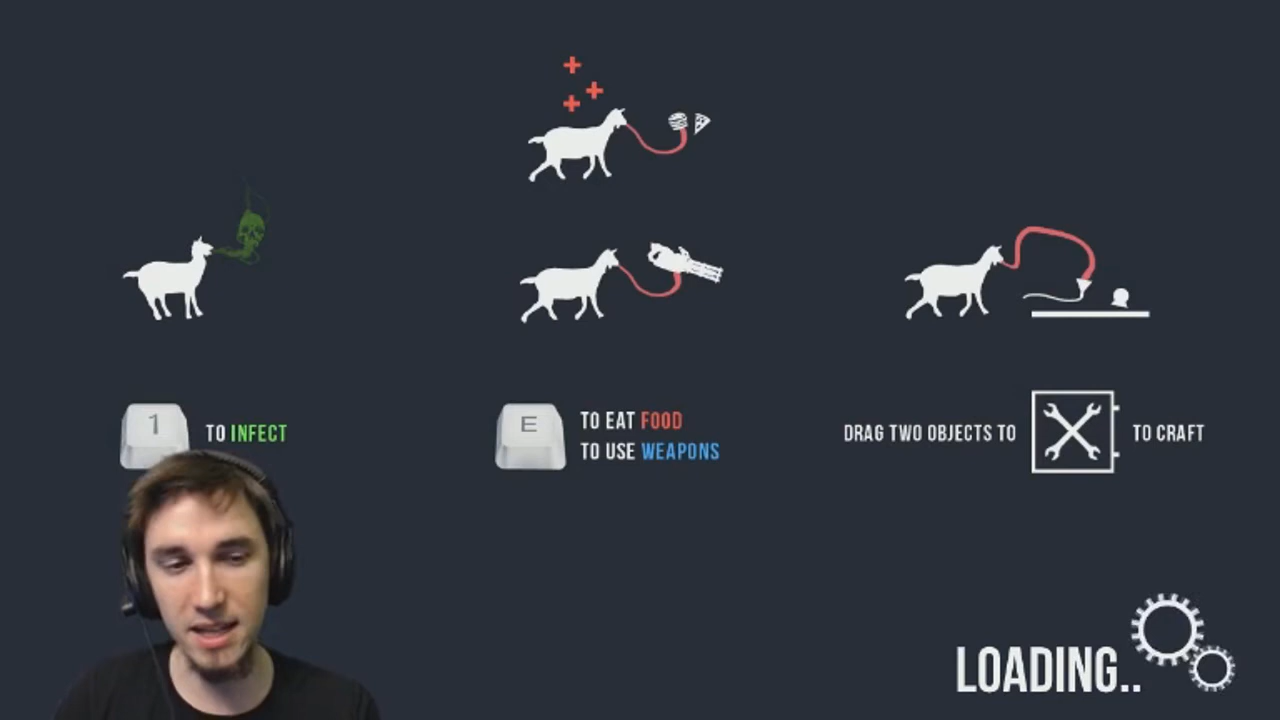 1
TO INFECT
E
TO EAT FOOD
TO USE WEAPONS
DRAG TWO OBJECTS TO
TO CRAFT
LOADING..